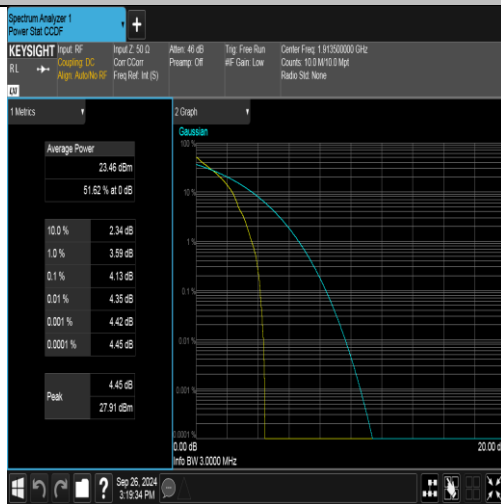 Spectrum Analyzer 1
Power Stat CCDF
KEYSIGHT
RL
LW
Input: RF
Coupling: DC
Align: Auto/No RF
Input Z: 50 Ω
Corr CCorr
Freq Ref: Int (S)
Atten: 46 dB
Preamp: Off
Trig: Free Run
#IF Gain: Low
Center Freq: 1.913500000 GHz
Counts: 10.0 M/10.0 Mpt
Radio Std: None
1 Metrics
Average Power
23.46 dBm
51.62 % at 0 dB
10.0 % 2.34 dB
1.0 % 3.59 dB
0.1 % 4.13 dB
0.01 % 4.35 dB
0.001 % 4.42 dB
0.0001 % 4.45 dB
Peak
4.45 dB
27.91 dBm
2 Graph
Gaussian
100 %
10 %
1 %
0.1 %
0.01 %
0.001 %
0.0001 %
0.00 dB
20.00 d
Info BW 3.0000 MHz
?
Sep 26, 2024
3:19:34 PM